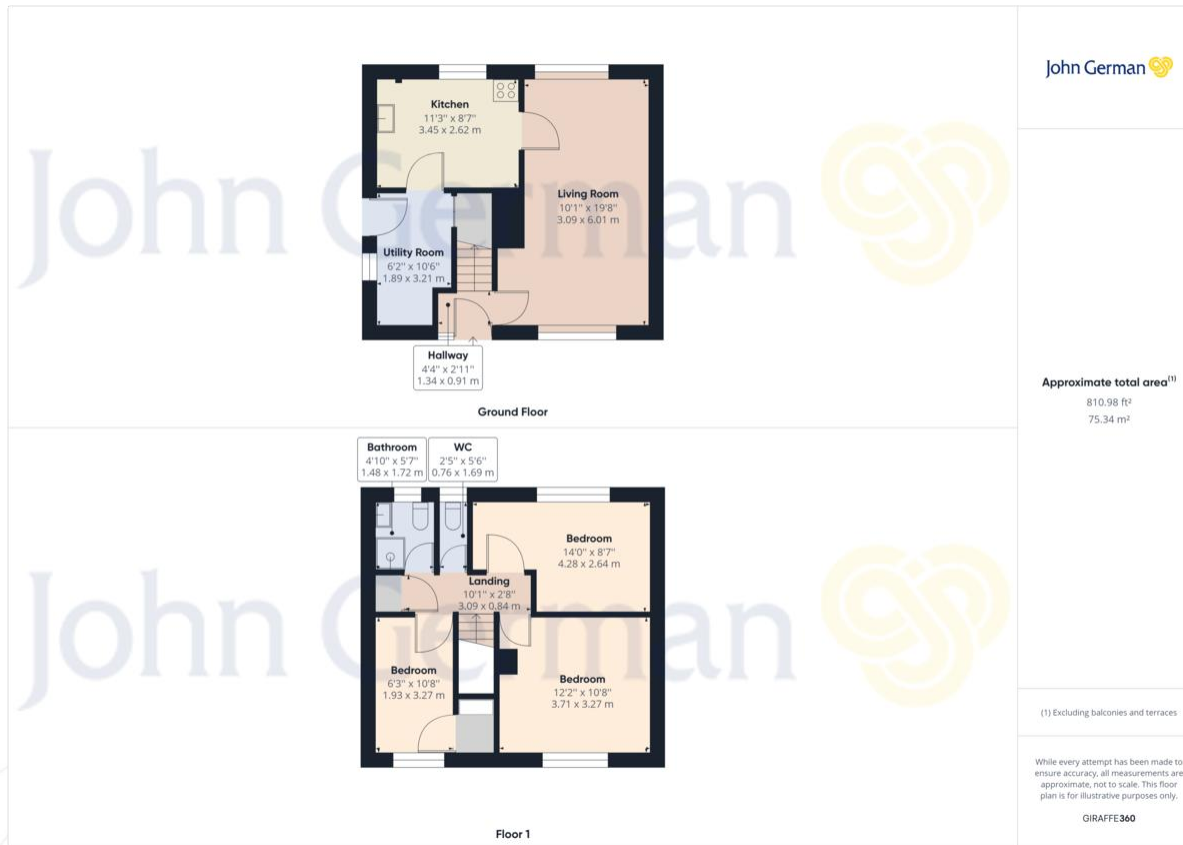 John German
Kitchen
11'3" x 8'7"
3.45 x 2.62 m
Living Room
10'1" x 19'8"
3.09 x 6.01 m
Utility Room
6'2" x 10'6"
1.89 x 3.21 m
Hallway
4'4" x 2'11"
1.34 x 0.91 m
Ground Floor
John German
Bathroom
4'10" x 5'7"
1.48 x 1.72 m
WC
2'5" x 5'6"
0.76 x 1.69 m
Bedroom
14'0" x 8'7"
4.28 x 2.64 m
Landing
10'1" x 2'8"
3.09 x 0.84 m
Bedroom
6'3" x 10'8"
1.93 x 3.27 m
Bedroom
12'2" x 10'8"
3.71 x 3.27 m
Floor 1
John German
Approximate total area(1)
810.98 ft²
75.34 m²
(1) Excluding balconies and terraces
While every attempt has been made to
ensure accuracy, all measurements are
approximate, not to scale. This floor
plan is for illustrative purposes only.
GIRAFFE360